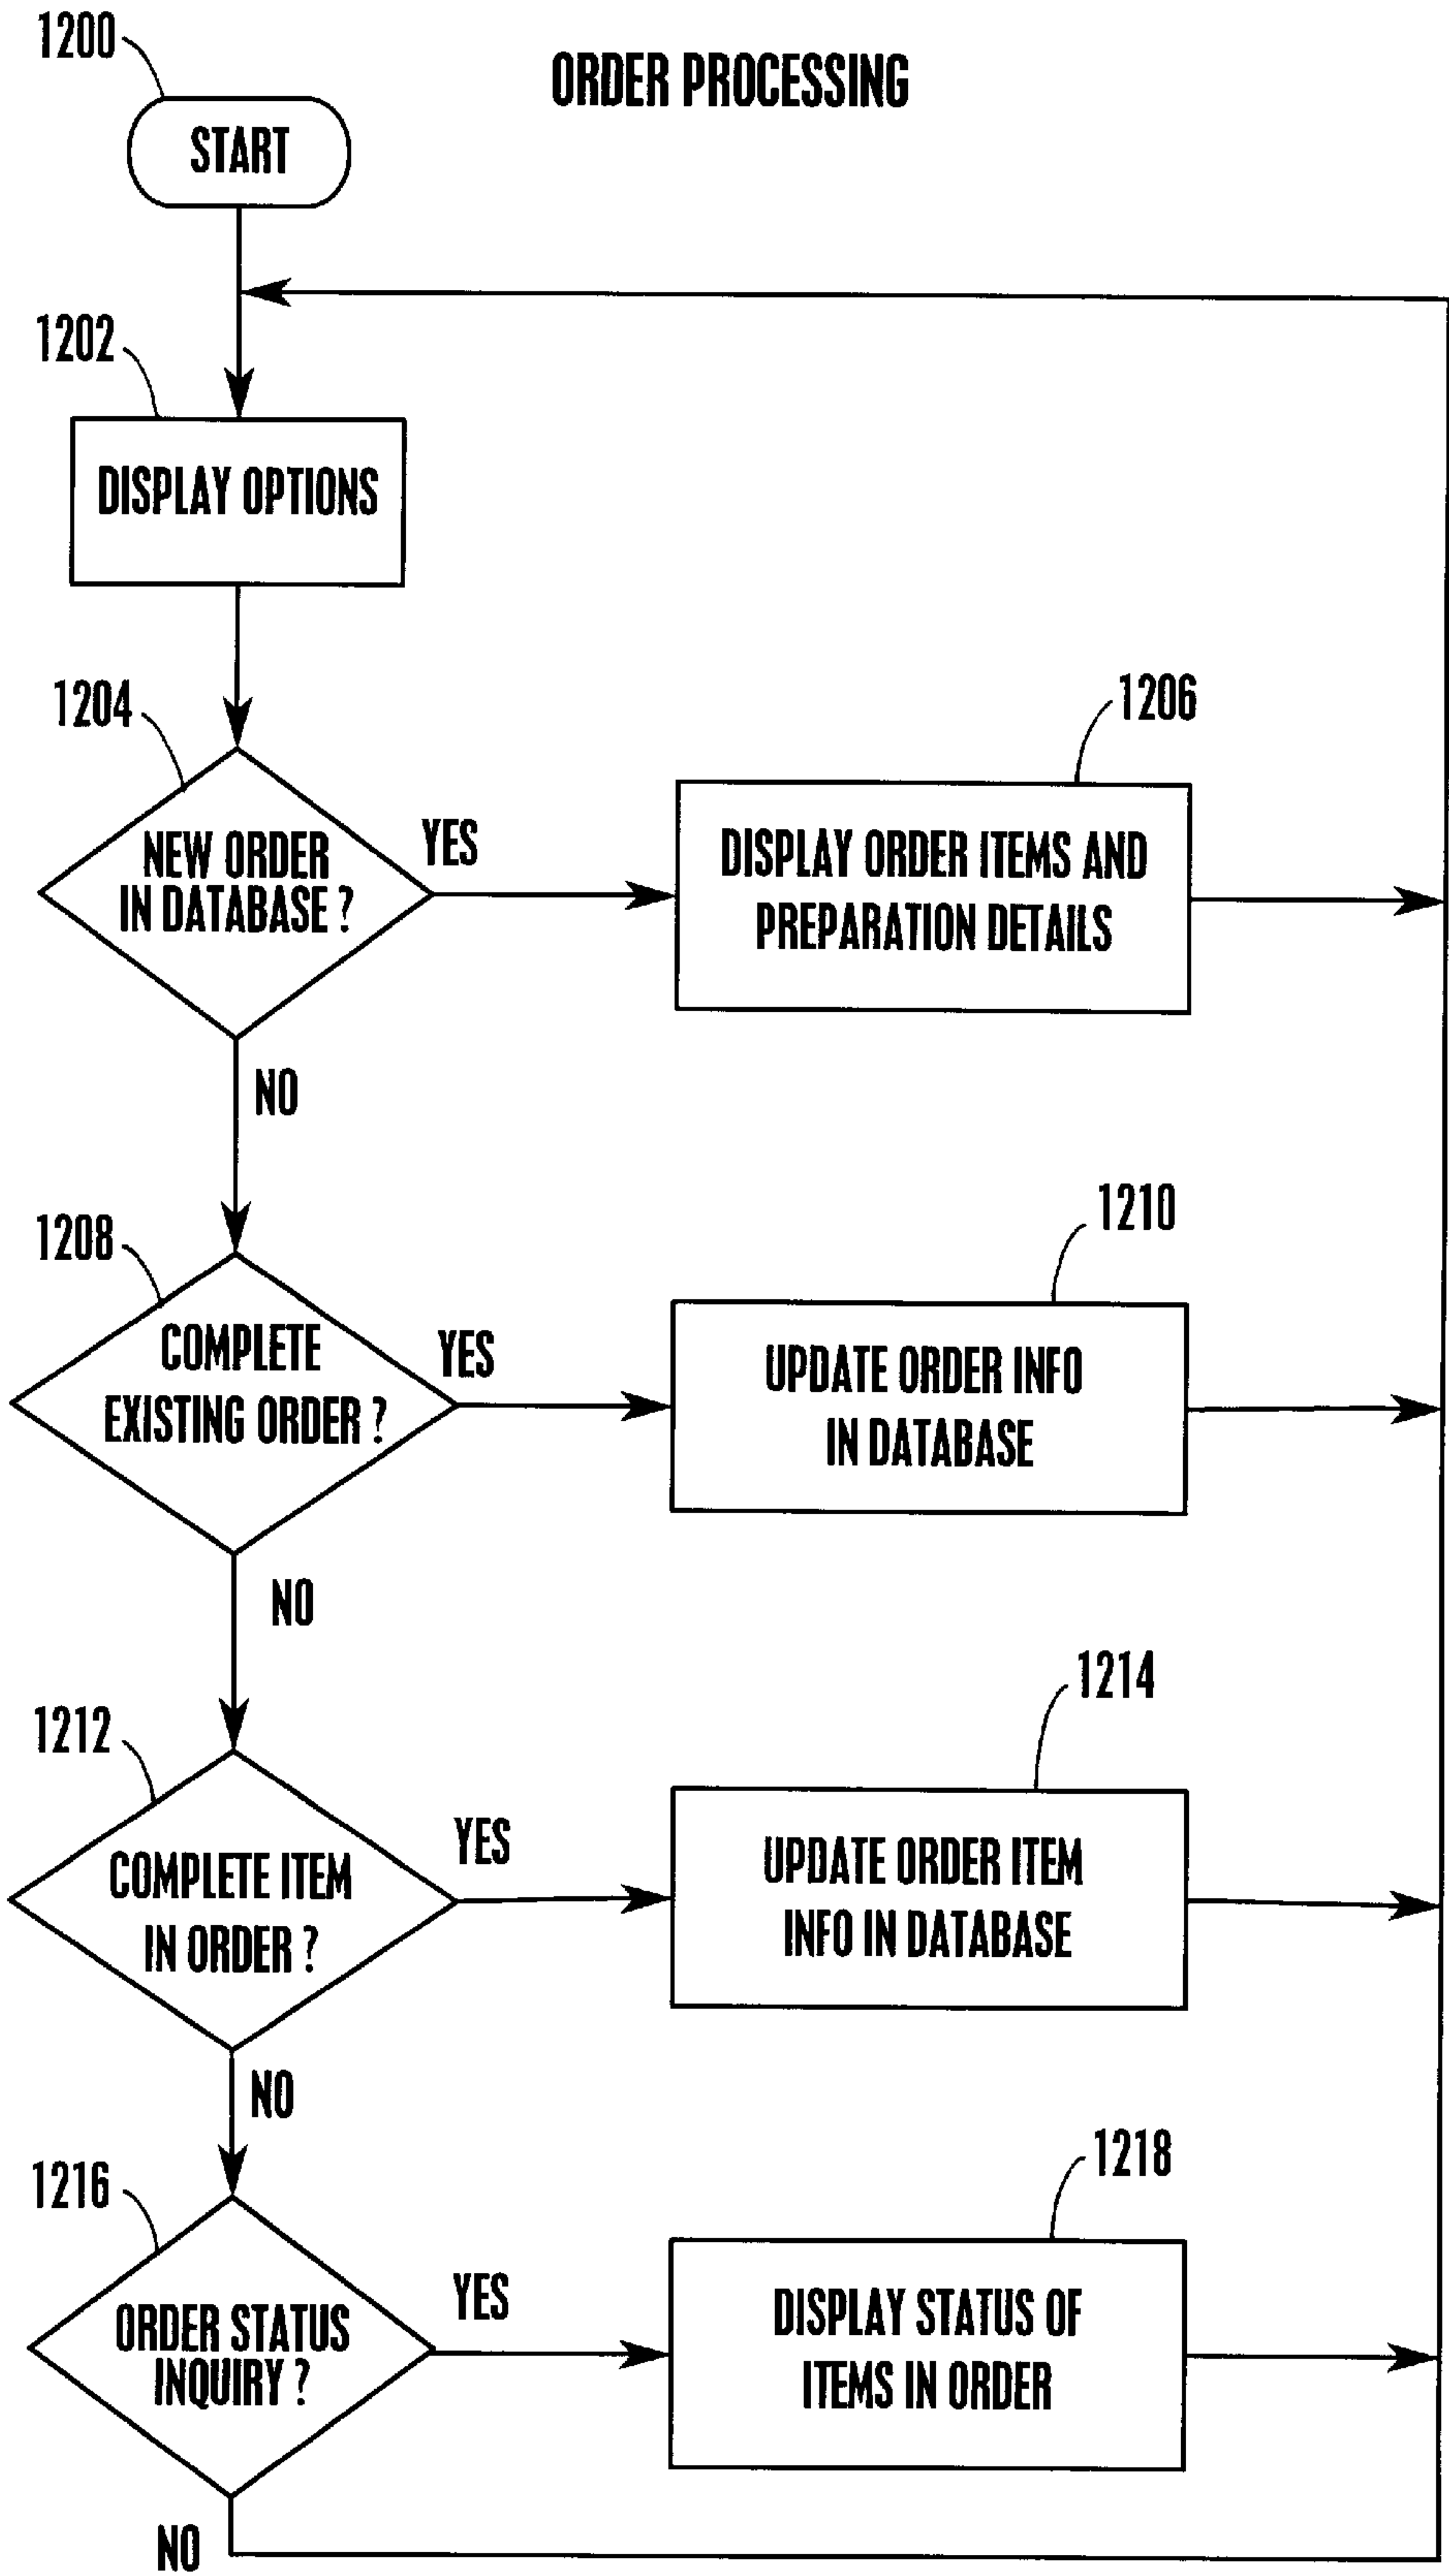 1200
ORDER PROCESSING
START
1202
DISPLAY OPTIONS
1204
1206
NEW ORDER
IN DATABASE ?
YES
DISPLAY ORDER ITEMS AND
PREPARATION DETAILS
NO
1208
1210
COMPLETE
EXISTING ORDER ?
YES
UPDATE ORDER INFO
IN DATABASE
NO
1212
1214
COMPLETE ITEM
IN ORDER ?
YES
UPDATE ORDER ITEM
INFO IN DATABASE
NO
1216
1218
ORDER STATUS
INQUIRY ?
YES
DISPLAY STATUS OF
ITEMS IN ORDER
NO